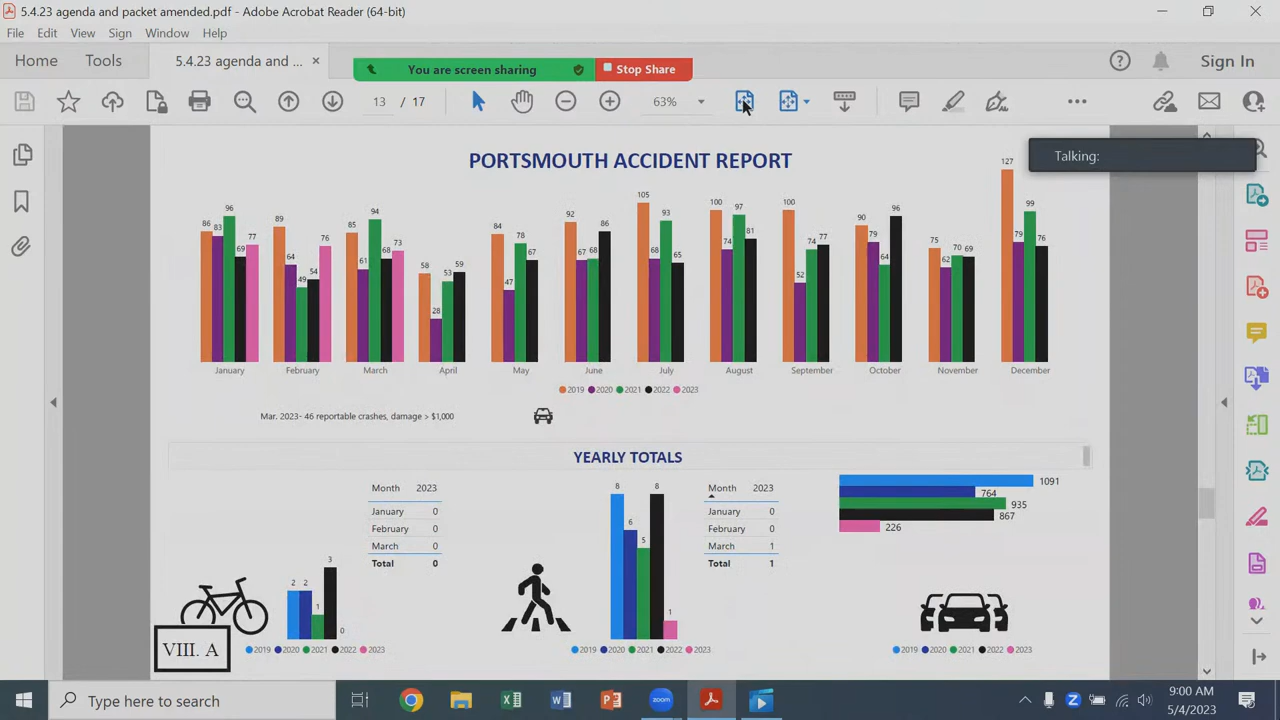 5.4.23 agenda and packet amended.pdf - Adobe Acrobat Reader (64-bit)
File Edit View Sign Window Help
Home Tools 5.4.23 agenda and ... × You are screen sharing Stop Share Sign In
13 / 17 63%
Talking:
PORTSMOUTH ACCIDENT REPORT
86 83 96 69 77
89 64 49 54 76
85 61 94 68 73
58 28 53 59
84 47 78 67
92 67 68 86
105 68 93 65
100 74 97 81
100 52 74 77
90 79 64 96
75 62 70 69
127 79 99 76
January February March April May June July August September October November December
2019 2020 2021 2022 2023
Mar. 2023- 46 reportable crashes, damage > $1,000
YEARLY TOTALS
Month 2023
January 0
February 0
March 0
Total 0
2 2 1 3 0
2019 2020 2021 2022 2023
8 6 5 8 1
2019 2020 2021 2022 2023
Month 2023
January 0
February 0
March 1
Total 1
1091
764
935
867
226
2019 2020 2021 2022 2023
VIII. A
Type here to search
zoom
9:00 AM
5/4/2023